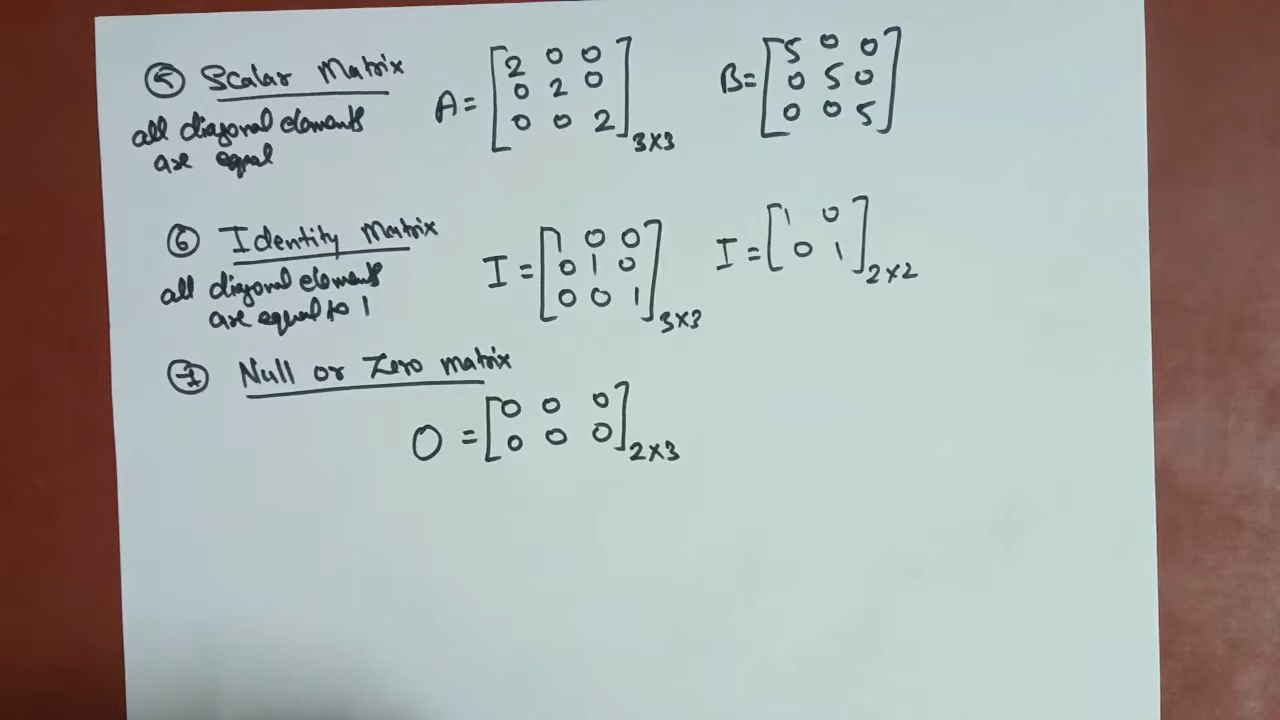 ⑤ Scalar Matrix
all diagonal elements
are equal
A = [2 0 0
0 2 0
0 0 2] 3×3
B = [5 0 0
0 5 0
0 0 5]
⑥ Identity Matrix
all diagonal elements
are equal to 1
I = [1 0 0
0 1 0
0 0 1] 3×3
I = [1 0
0 1] 2×2
⑦ Null or Zero matrix
O = [0 0 0
0 0 0] 2×3